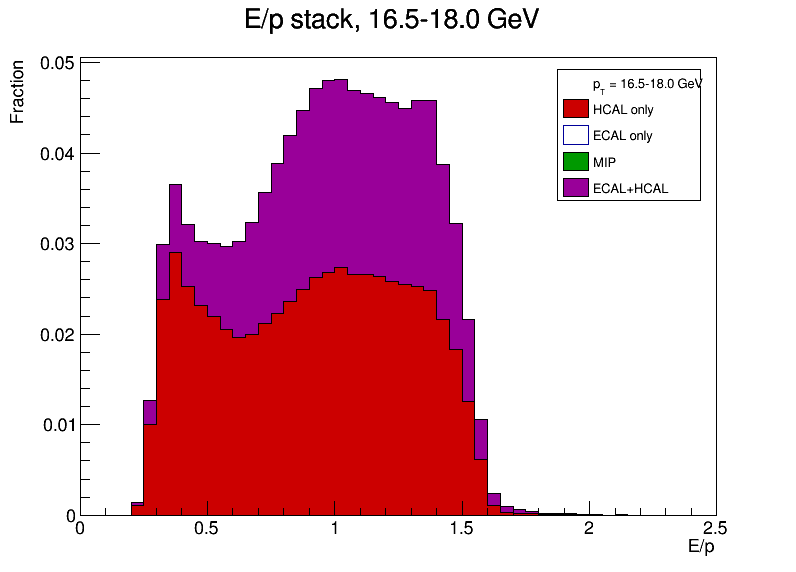 E/p stack, 16.5-18.0 GeV
Fraction
0.05
0.04
0.03
0.02
0.01
0
p_T = 16.5-18.0 GeV
HCAL only
ECAL only
MIP
ECAL+HCAL
0 0.5 1 1.5 2 2.5
E/p